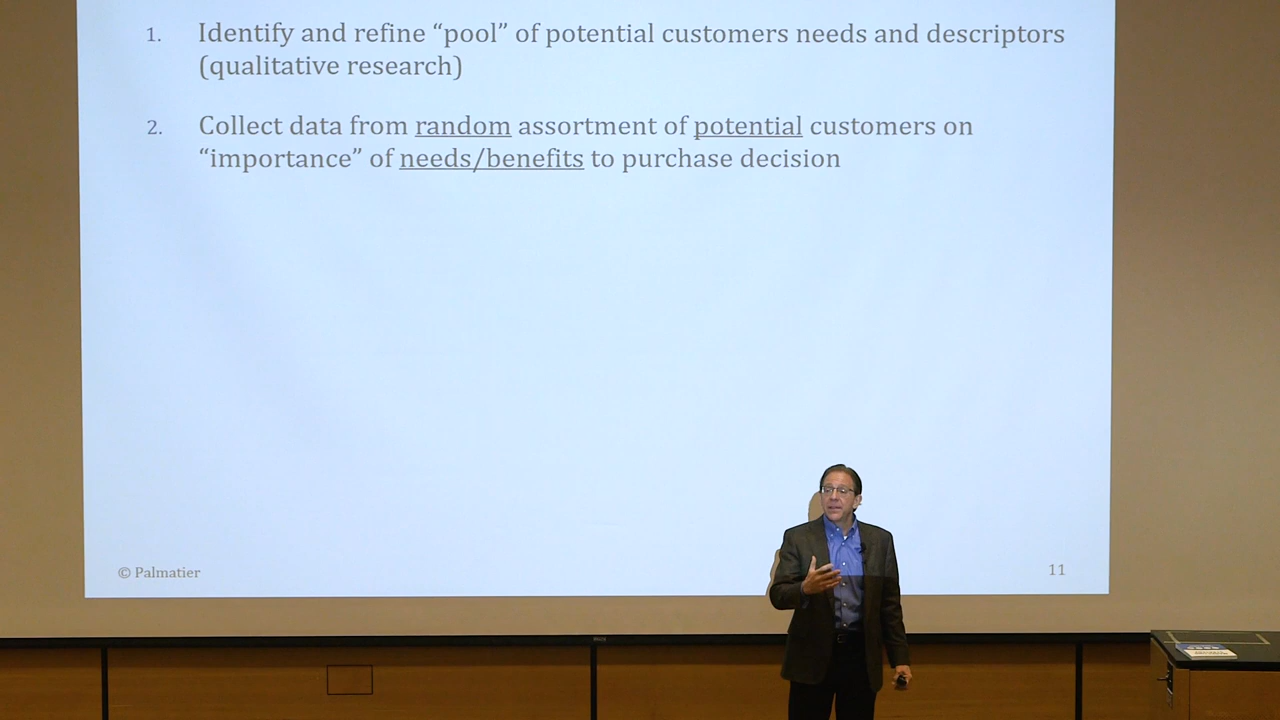 1. Identify and refine “pool” of potential customers needs and descriptors
(qualitative research)
2. Collect data from random assortment of potential customers on
“importance” of needs/benefits to purchase decision
© Palmatier
11